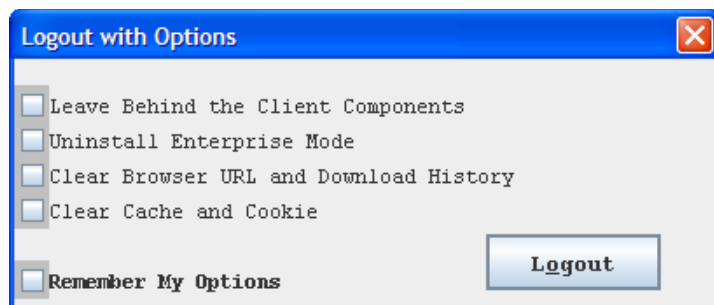 Logout with Options
Leave Behind the Client Components
Uninstall Enterprise Mode
Clear Browser URL and Download History
Clear Cache and Cookie
Remember My Options
Logout